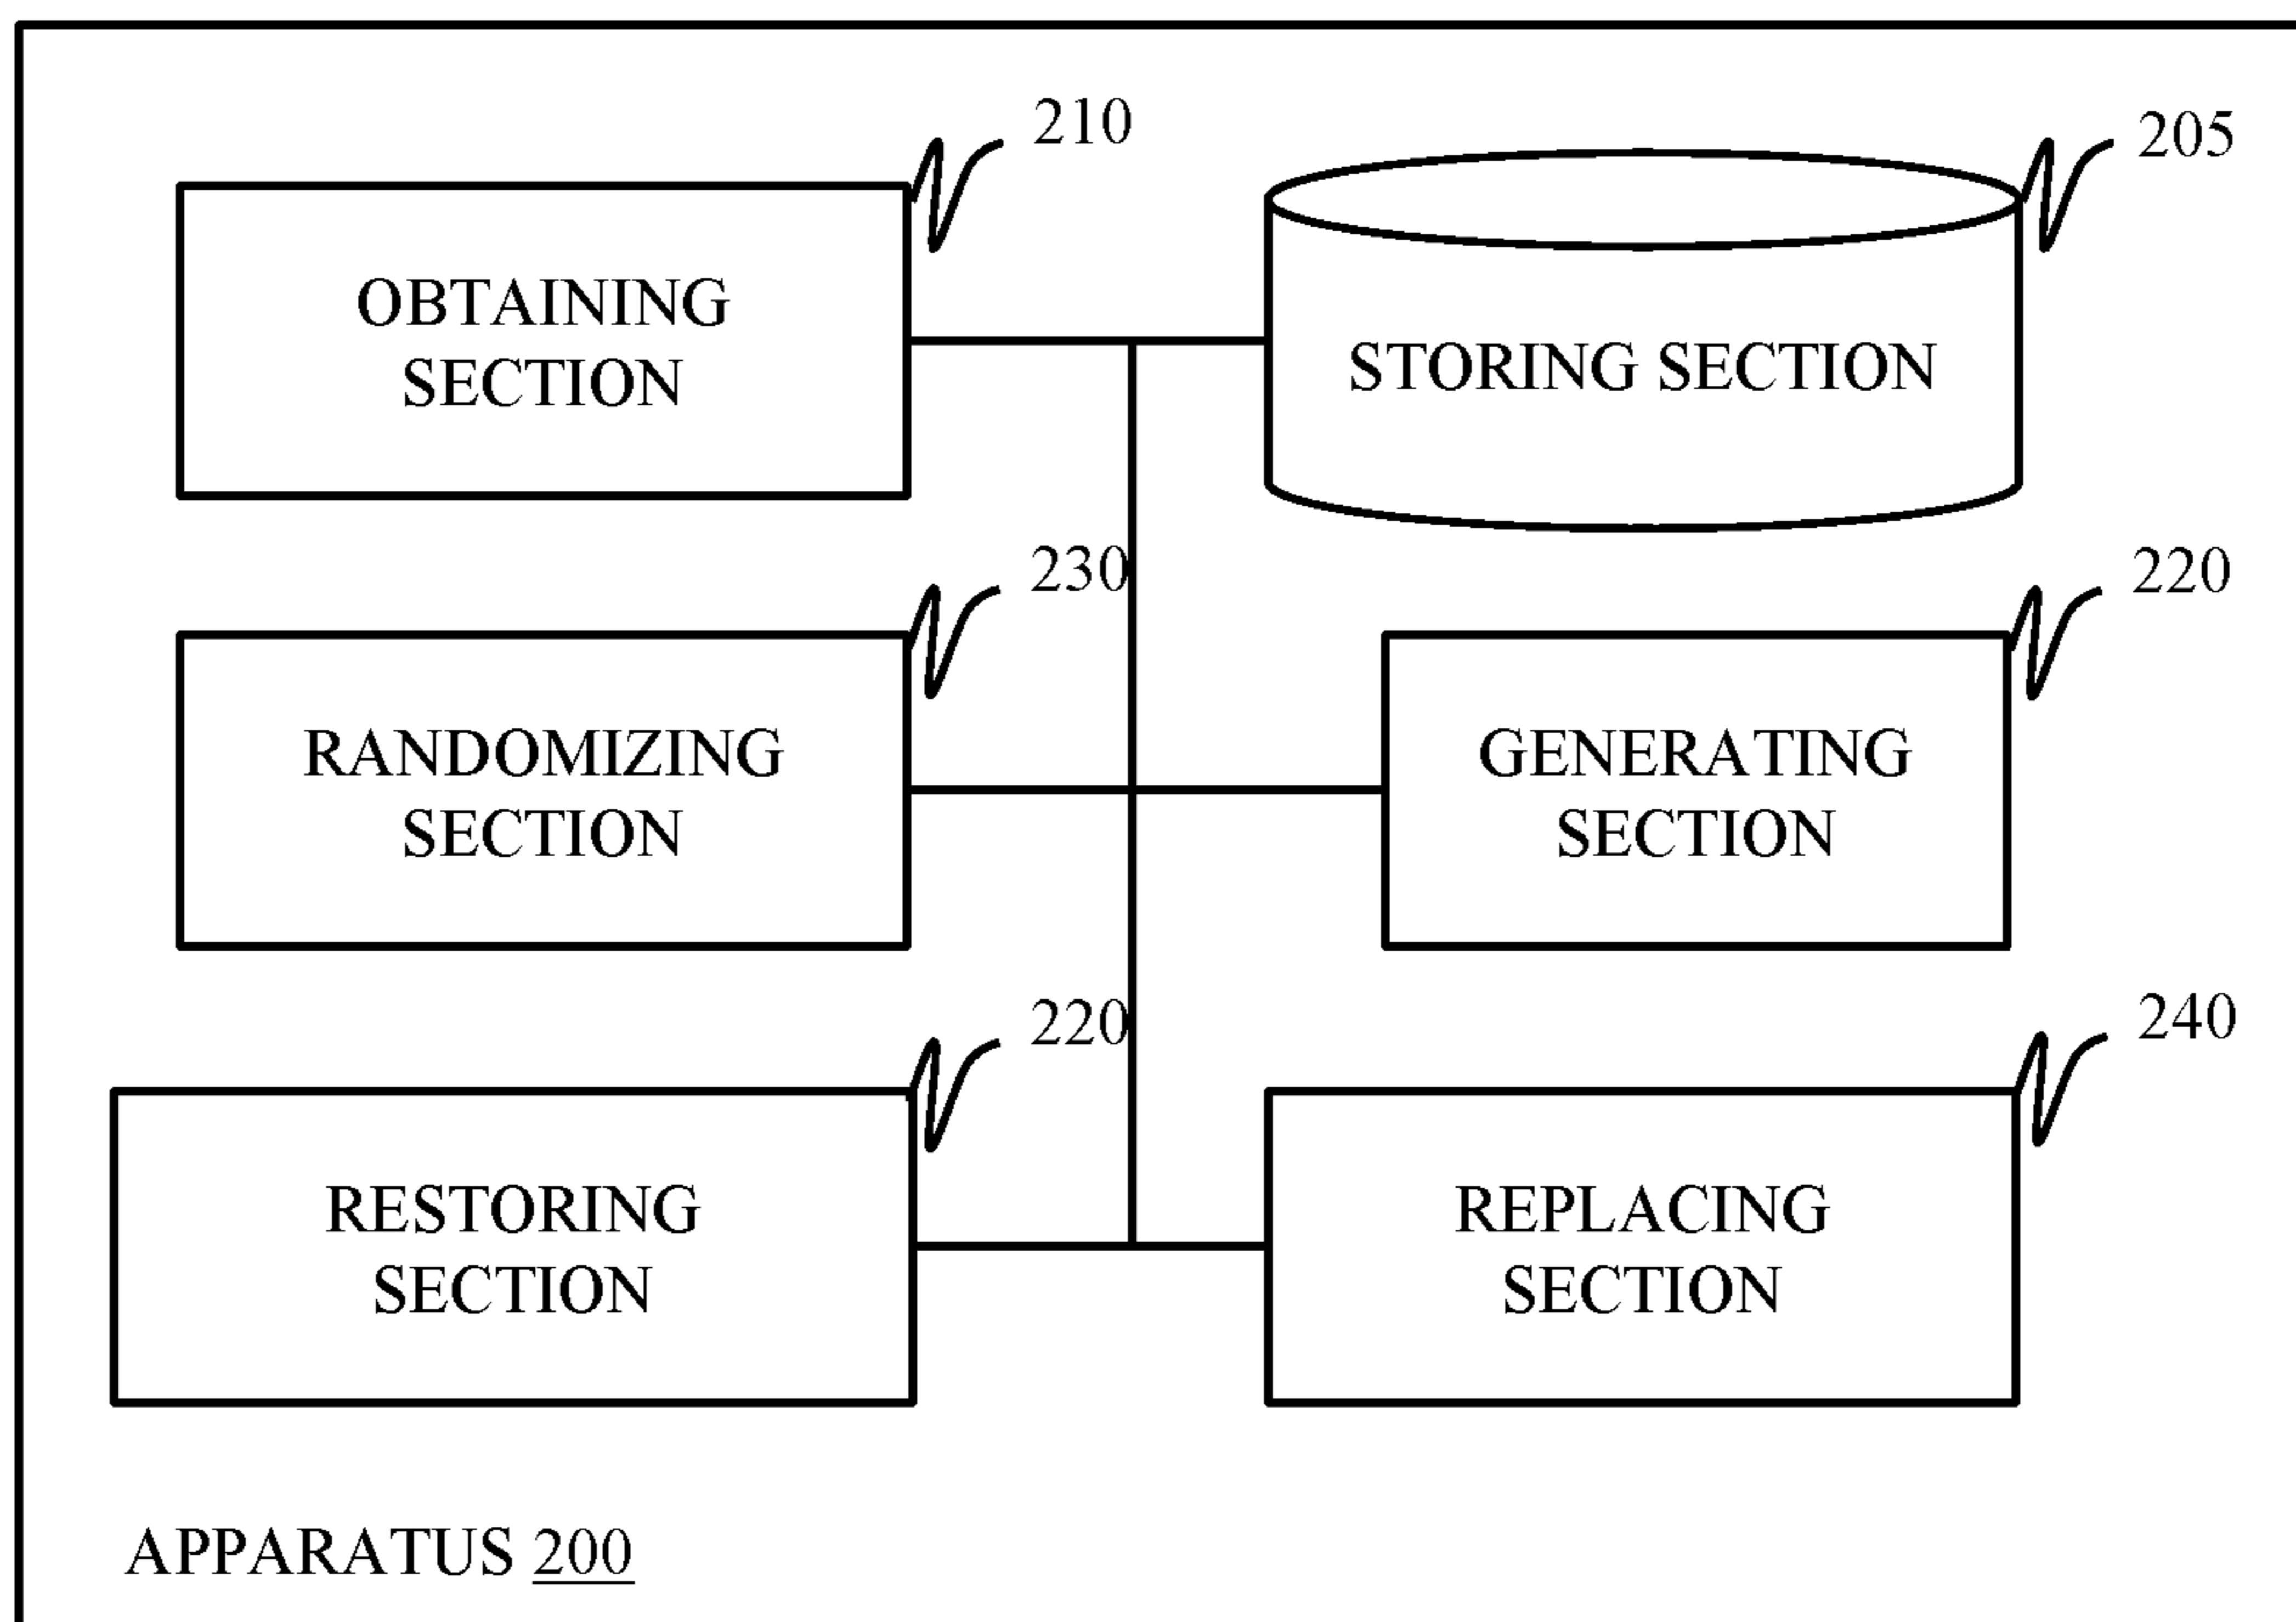 210
205
OBTAINING
SECTION
STORING SECTION
230
220
RANDOMIZING
SECTION
GENERATING
SECTION
220
240
RESTORING
SECTION
REPLACING
SECTION
APPARATUS 200